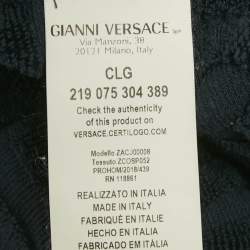 GIANNI VERSACE
Via Manzoni, 38
20121 Milano, Italy
CLG
219 075 304 389
Check the authenticity
of this product on
VERSACE.CERTILOGO.COM
Modello ZACJ00008
Tessuto ZCOSP052
PROHOM/2018/439
RN 118861
REALIZZATO IN ITALIA
MADE IN ITALY
FABRIQUÉ EN ITALIE
HECHO EN ITALIA
FABRICADO EM ITÁLIA